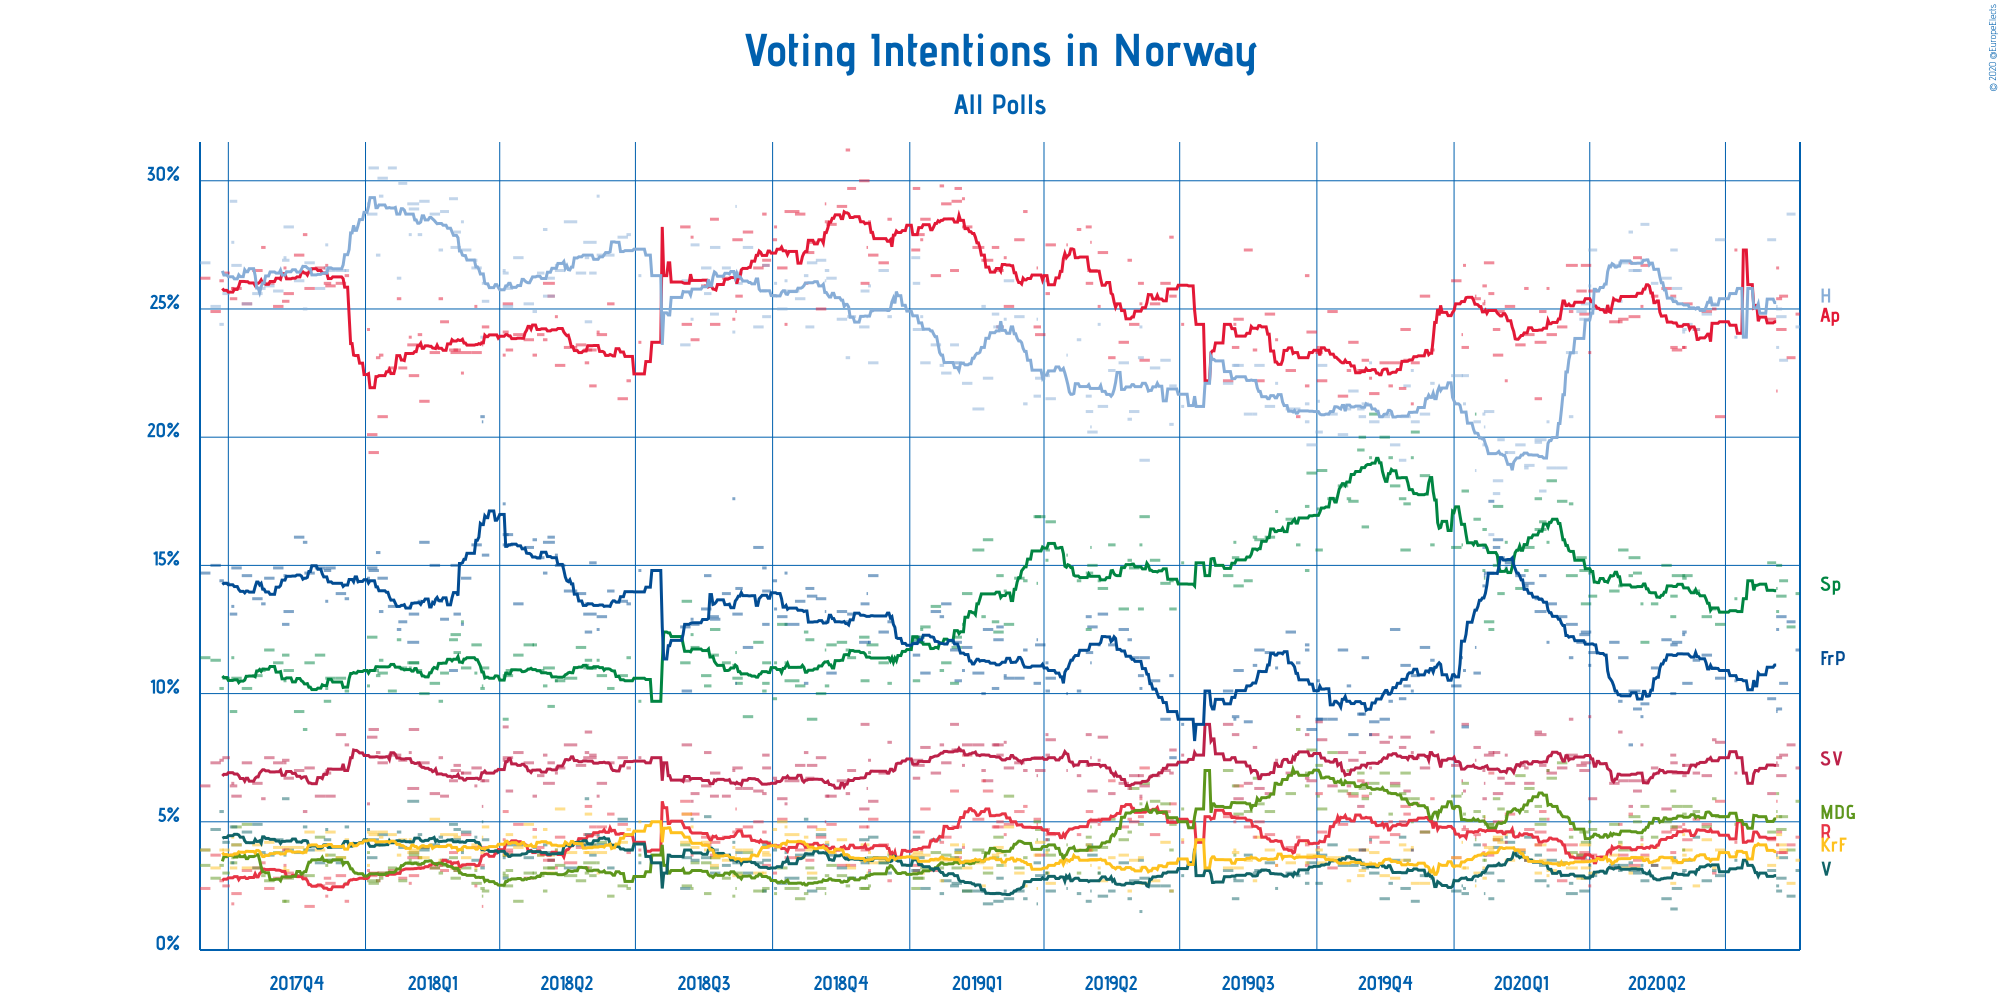 Voting Intentions in Norway
All Polls
© 2020 @EuropeElects
30%
25%
20%
15%
10%
5%
0%
H
Ap
Sp
FrP
SV
MDG
R
KrF
V
2017Q4
2018Q1
2018Q2
2018Q3
2018Q4
2019Q1
2019Q2
2019Q3
2019Q4
2020Q1
2020Q2